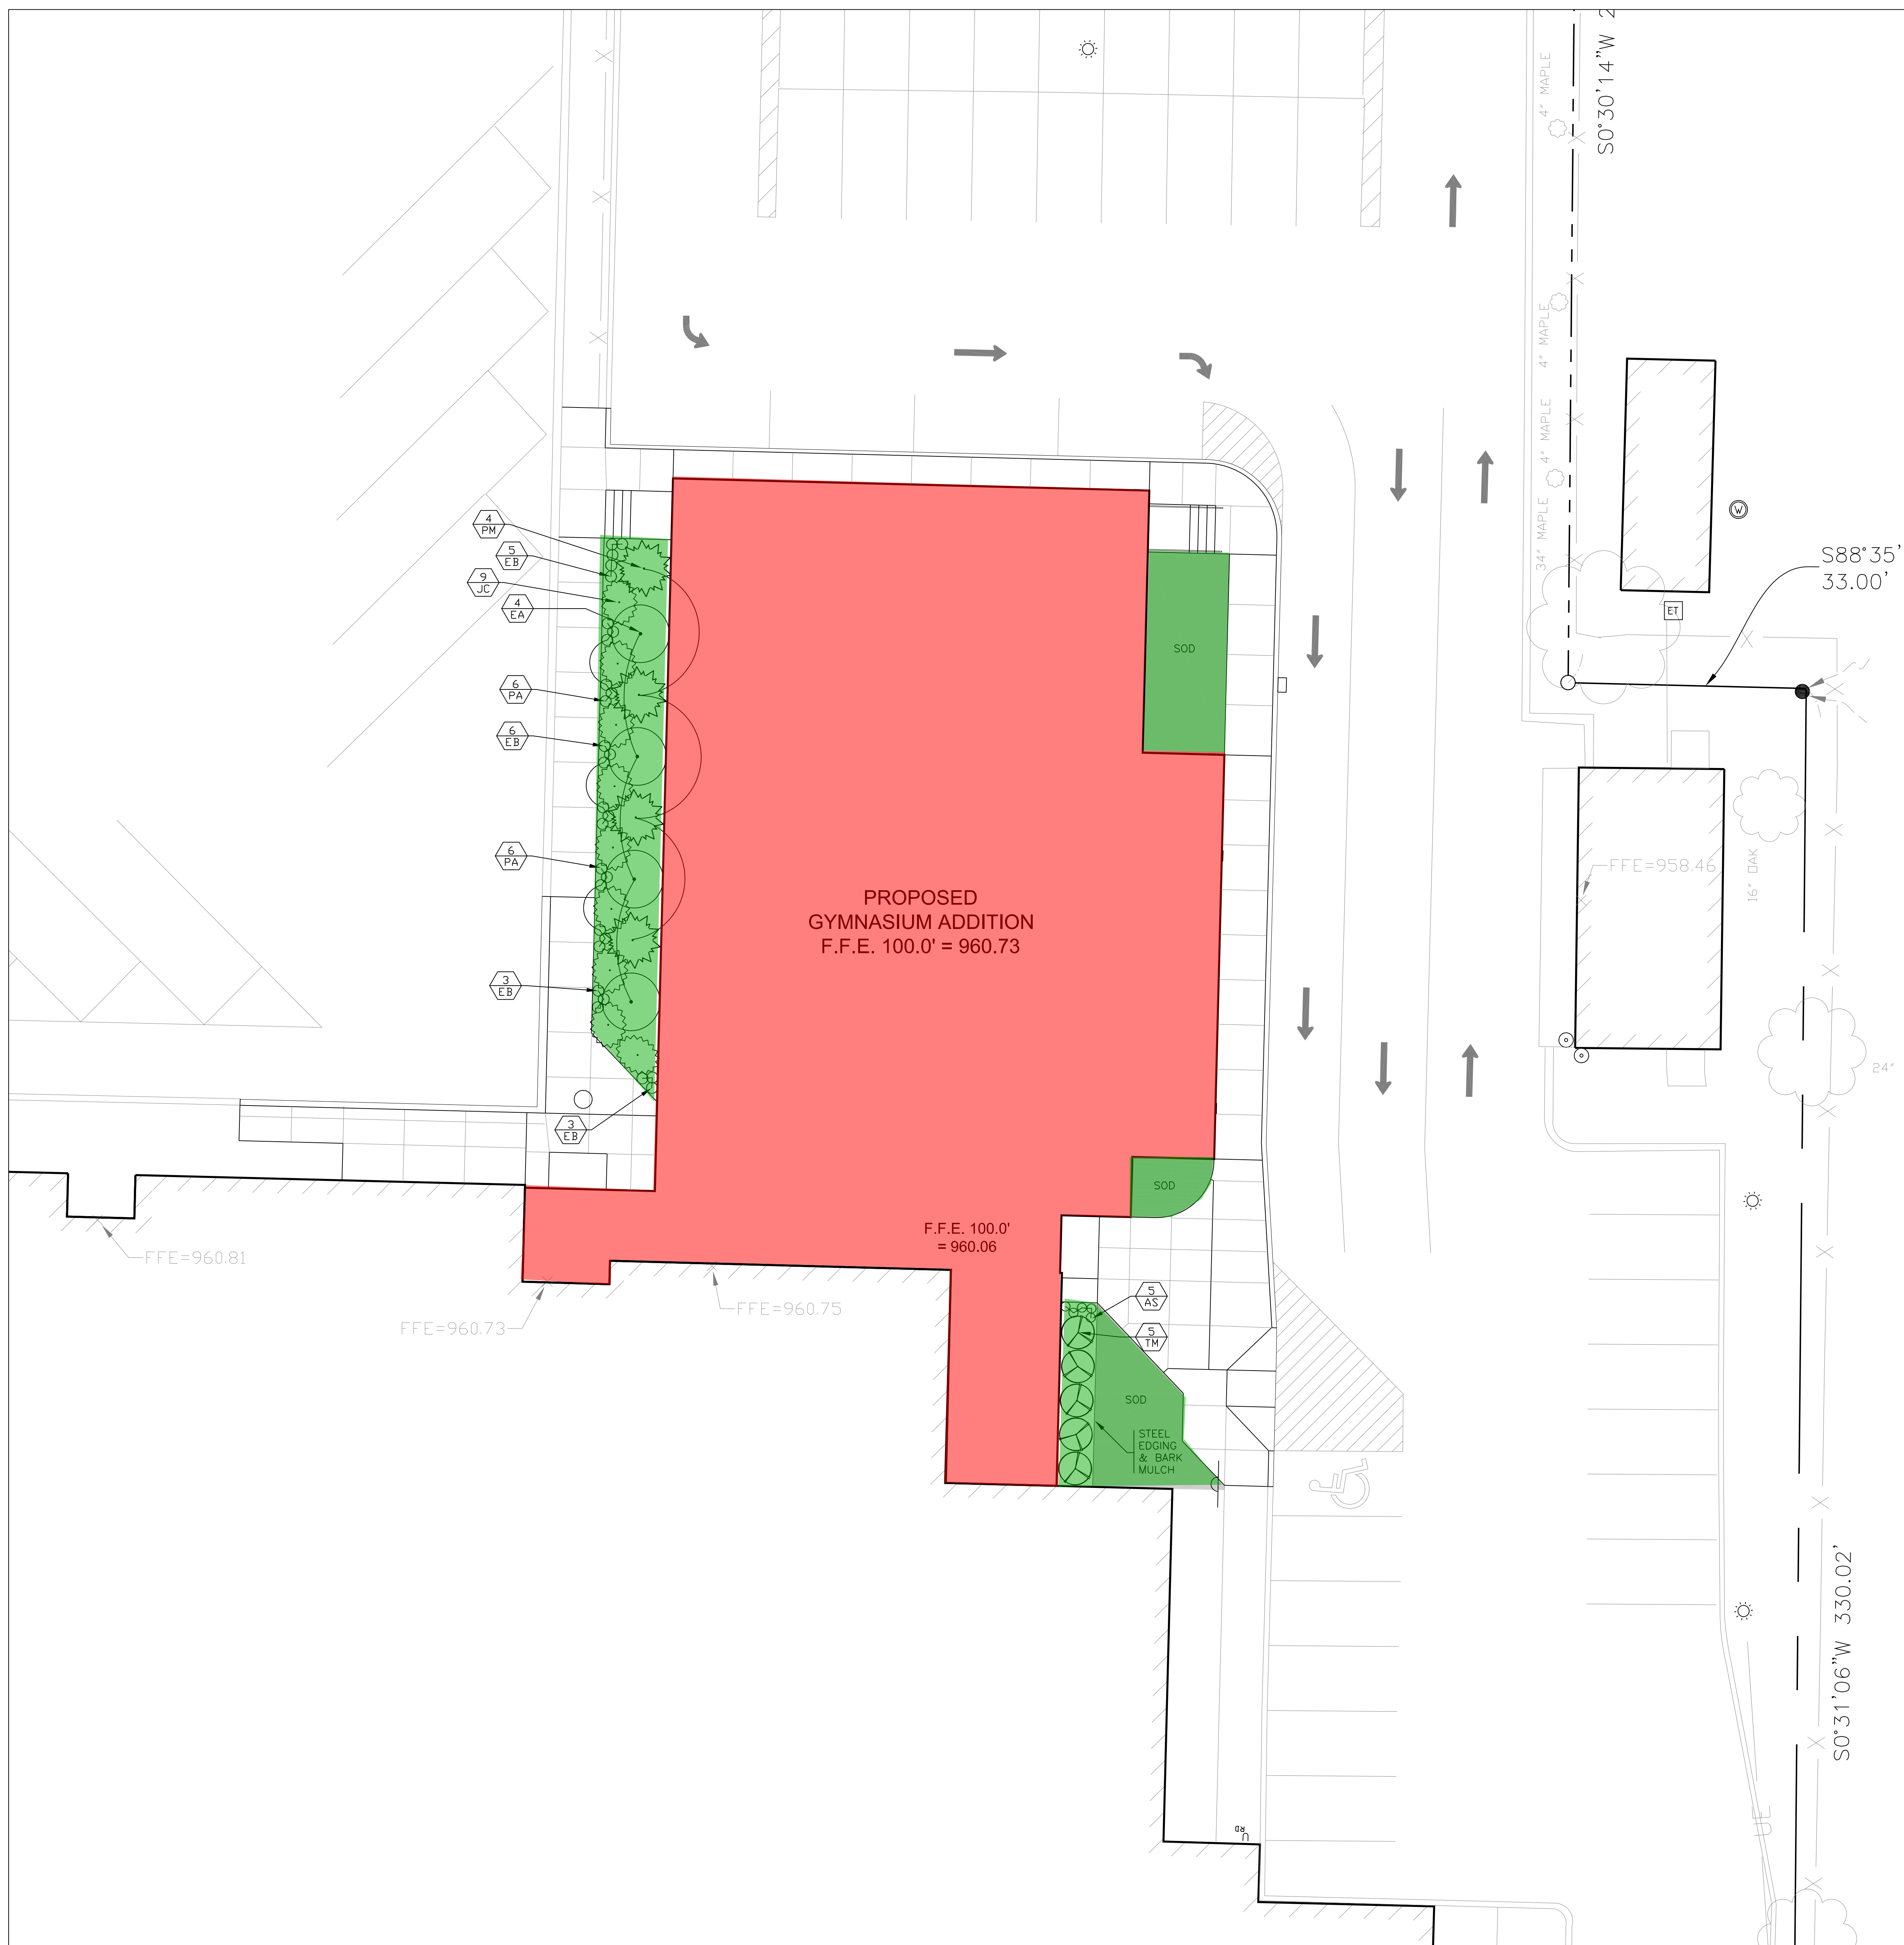 S0°30'14"W 2
4" MAPLE
4" MAPLE
4" MAPLE
34" MAPLE
W
S88°35'
33.00'
ET
4
PM
5
EB
9
JC
4
EA
6
PA
6
EB
6
PA
3
EB
3
EB
SOD
PROPOSED
GYMNASIUM ADDITION
F.F.E. 100.0' = 960.73
FFE=958.46
16" OAK
24"
SOD
F.F.E. 100.0'
= 960.06
FFE=960.81
FFE=960.75
FFE=960.73
5
AS
5
TM
SOD
STEEL
EDGING
& BARK
MULCH
S0°31'06"W 330.02'
RD
U
UE